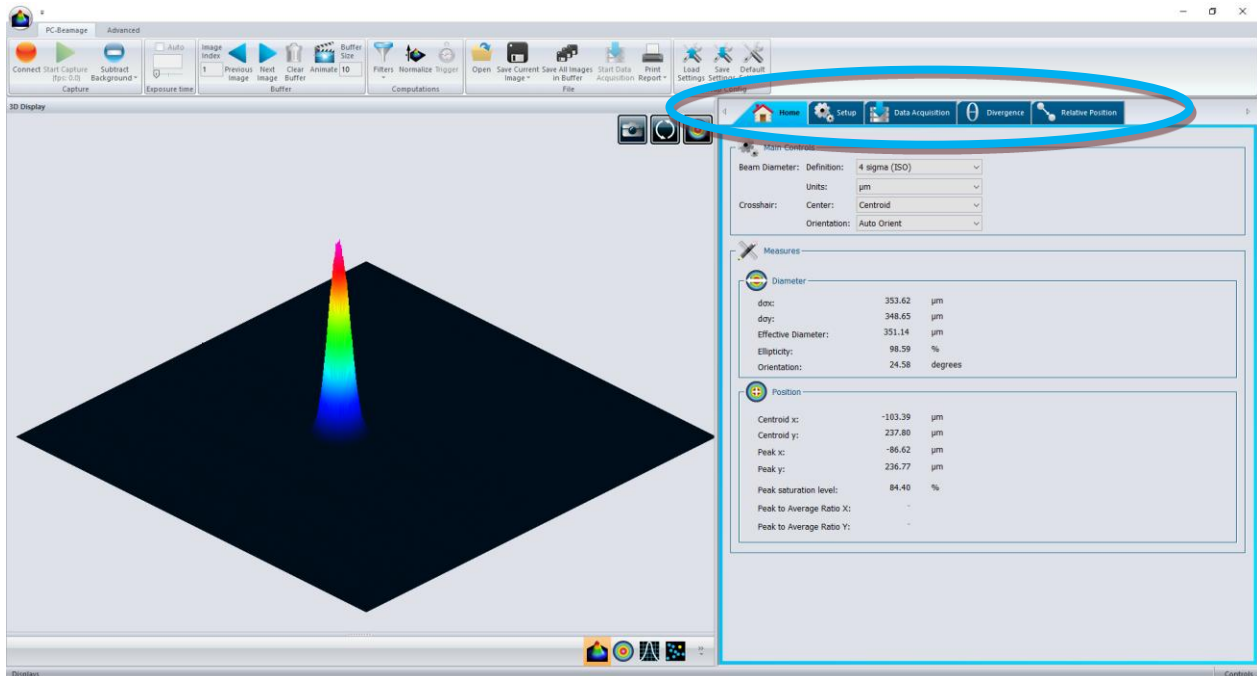 PC-Beamage Advanced
Connect Start Capture (fps: 0.0) Subtract Background
Capture
Auto
Exposure time
Image Index
1
Previous Image Next Image Clear Buffer Animate Buffer Size 10
Buffer
Filters Normalize Trigger
Computations
Open Save Current Image Save All Images in Buffer Start Data Acquisition Print Report
File
Load Settings Save Settings Default
3D Display
Home Setup Data Acquisition Divergence Relative Position
Main Controls
Beam Diameter: Definition: 4 sigma (ISO)
Units: µm
Crosshair: Center: Centroid
Orientation: Auto Orient
Measures
Diameter
dσx: 353.62 µm
dσy: 348.65 µm
Effective Diameter: 351.14 µm
Ellipticity: 98.59 %
Orientation: 24.58 degrees
Position
Centroid x: -103.39 µm
Centroid y: 237.80 µm
Peak x: -86.62 µm
Peak y: 236.77 µm
Peak saturation level: 84.40 %
Peak to Average Ratio X: -
Peak to Average Ratio Y: -
Displays Controls